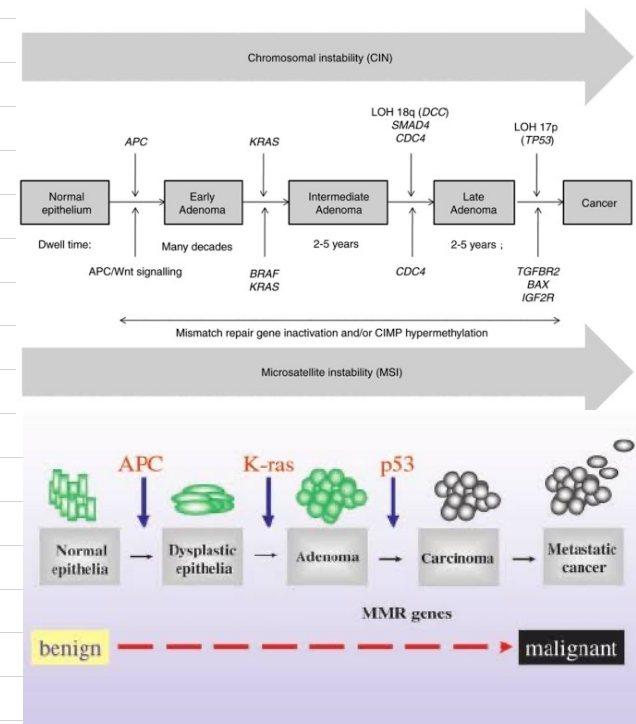 Chromosomal instability (CIN)
LOH 18q (DCC)
SMAD4
CDC4
LOH 17p
(TP53)
APC
KRAS
Normal
epithelium
Early
Adenoma
Intermediate
Adenoma
Late
Adenoma
Cancer
Dwell time:
Many decades
2-5 years
2-5 years ;
APC/Wnt signalling
BRAF
KRAS
CDC4
TGFBR2
BAX
IGF2R
Mismatch repair gene inactivation and/or CIMP hypermethylation
Microsatellite instability (MSI)
APC
K-ras
p53
Normal
epithelia
Dysplastic
epithelia
Adenoma
Carcinoma
Metastatic
cancer
MMR genes
benign
malignant